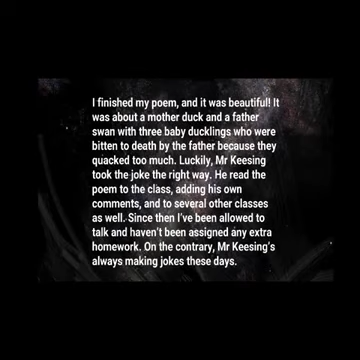 I finished my poem, and it was beautiful! It
was about a mother duck and a father
swan with three baby ducklings who were
bitten to death by the father because they
quacked too much. Luckily, Mr Keesing
took the joke the right way. He read the
poem to the class, adding his own
comments, and to several other classes
as well. Since then I've been allowed to
talk and haven't been assigned any extra
homework. On the contrary, Mr Keesing's
always making jokes these days.